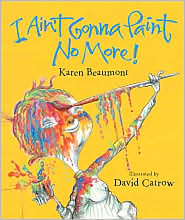 I Ain't Gonna Paint
No More!
Karen Beaumont
Illustrated by
David Catrow